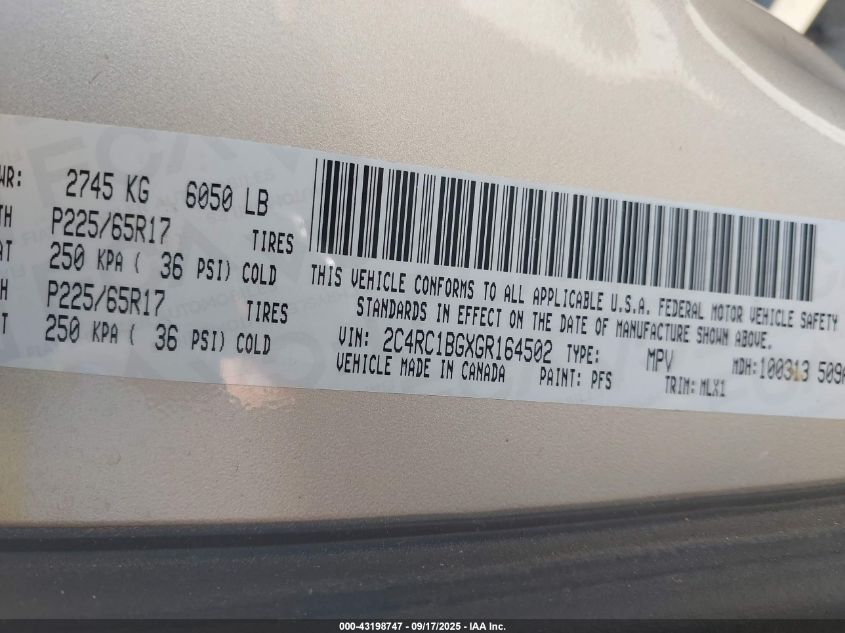 WR: 2745 KG 6050 LB
TH P225/65R17 TIRES
AT 250 KPA ( 36 PSI) COLD
H P225/65R17 TIRES
T 250 KPA ( 36 PSI) COLD
THIS VEHICLE CONFORMS TO ALL APPLICABLE U.S.A. FEDERAL MOTOR VEHICLE SAFETY
STANDARDS IN EFFECT ON THE DATE OF MANUFACTURE SHOWN ABOVE.
VIN: 2C4RC1BGXGR164502 TYPE: MPV MDH:100313 509A
VEHICLE MADE IN CANADA PAINT: PFS TRIM: MLX1
000-43198747 - 09/17/2025 - IAA Inc.